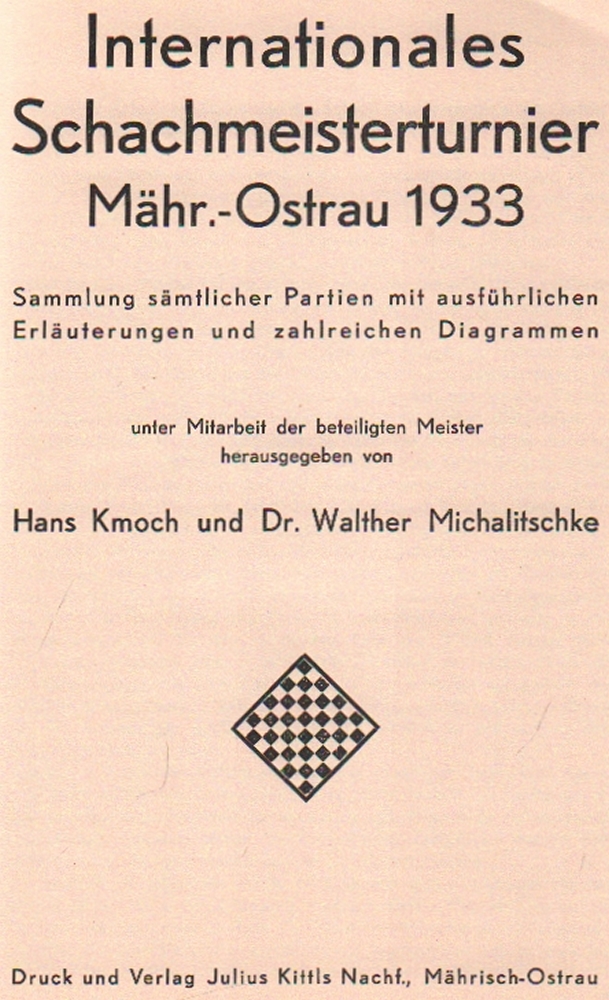 Internationales
Schachmeisterturnier
Mähr.-Ostrau 1933
Sammlung sämtlicher Partien mit ausführlichen
Erläuterungen und zahlreichen Diagrammen
unter Mitarbeit der beteiligten Meister
herausgegeben von
Hans Kmoch und Dr. Walther Michalitschke
Druck und Verlag Julius Kittls Nachf., Mährisch-Ostrau